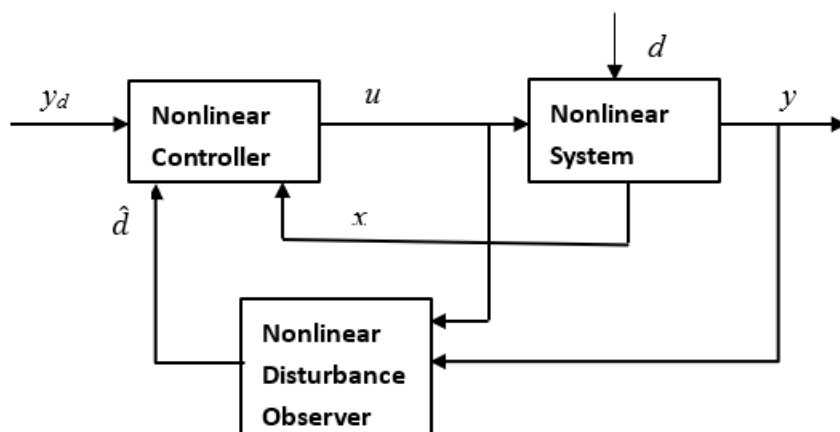 d
y_d
u
y
Nonlinear
Controller
Nonlinear
System
d̂
x
Nonlinear
Disturbance
Observer